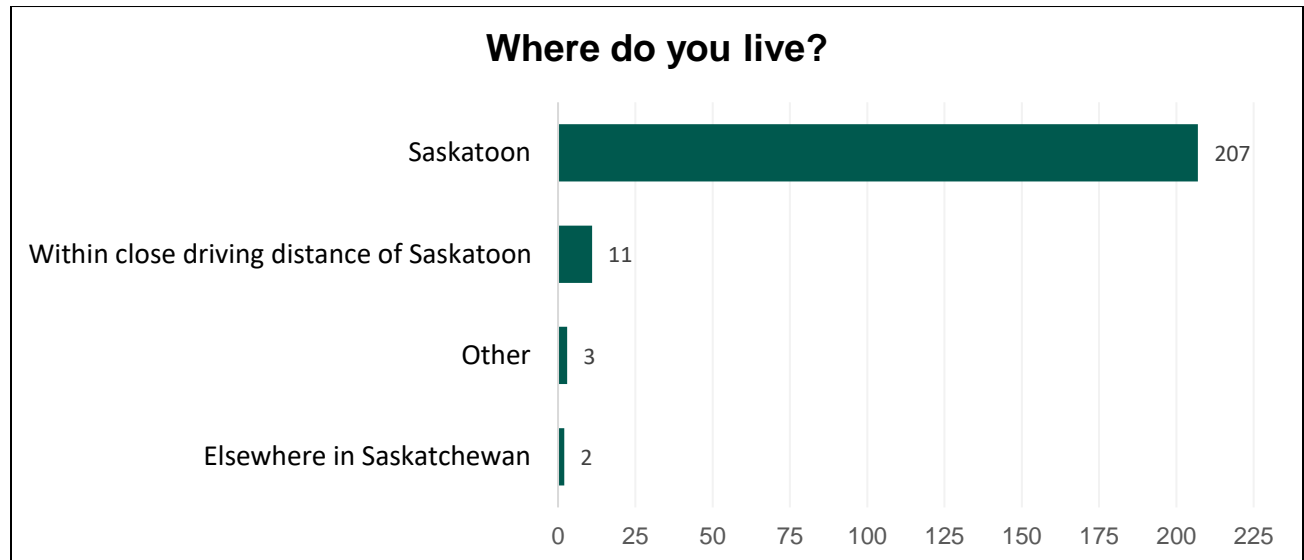 Where do you live?
Saskatoon
207
Within close driving distance of Saskatoon
11
Other
3
Elsewhere in Saskatchewan
2
0 25 50 75 100 125 150 175 200 225